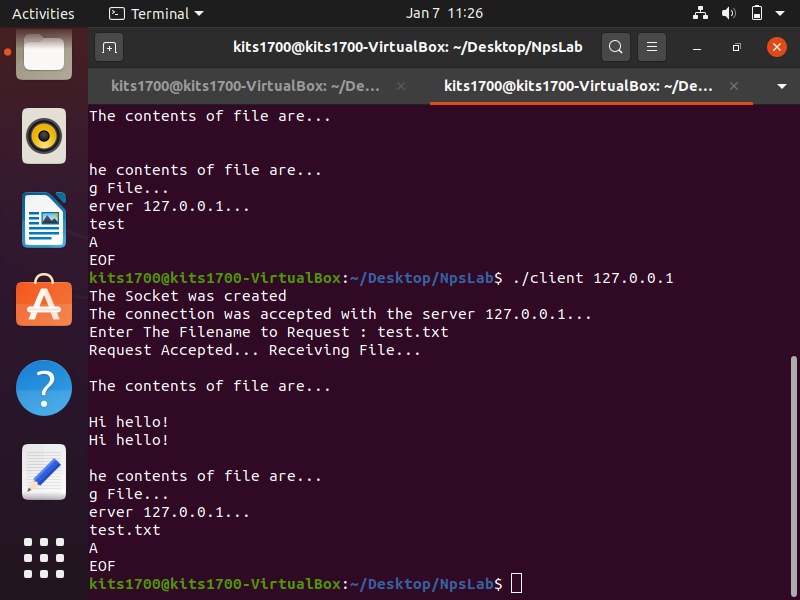 Activities
Terminal
Jan 7 11:26
kits1700@kits1700-VirtualBox: ~/Desktop/NpsLab
kits1700@kits1700-VirtualBox: ~/De...
kits1700@kits1700-VirtualBox: ~/De...
The contents of file are...
he contents of file are...
g File...
erver 127.0.0.1...
test
A
EOF
kits1700@kits1700-VirtualBox:~/Desktop/NpsLab$ ./client 127.0.0.1
The Socket was created
The connection was accepted with the server 127.0.0.1...
Enter The Filename to Request : test.txt
Request Accepted... Receiving File...
The contents of file are...
Hi hello!
Hi hello!
he contents of file are...
g File...
erver 127.0.0.1...
test.txt
A
EOF
kits1700@kits1700-VirtualBox:~/Desktop/NpsLab$